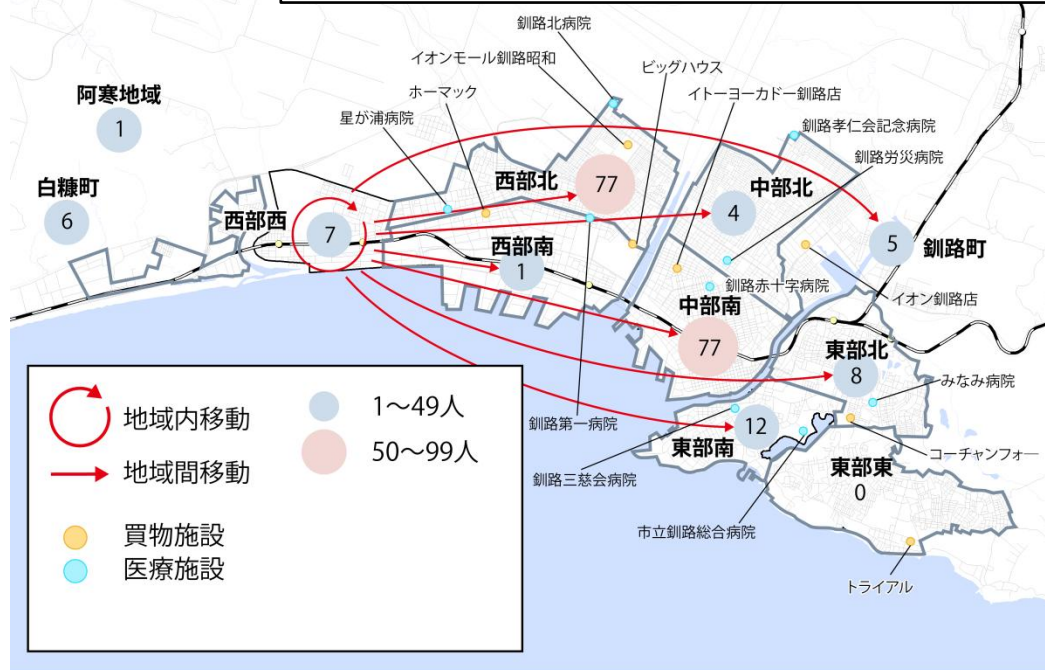 釧路北病院
イオンモール釧路昭和
ビッグハウス
ホーマック
イトーヨーカドー釧路店
阿寒地域
1
星が浦病院
釧路孝仁会記念病院
釧路労災病院
白糠町
6
西部西
7
西部北
77
中部北
4
5
釧路町
西部南
1
釧路赤十字病院
イオン釧路店
中部南
77
東部北
8
みなみ病院
地域内移動
1～49人
釧路第一病院
12
東部南
コーチャンフォー
地域間移動
50～99人
釧路三慈会病院
東部東
0
市立釧路総合病院
買物施設
医療施設
トライアル